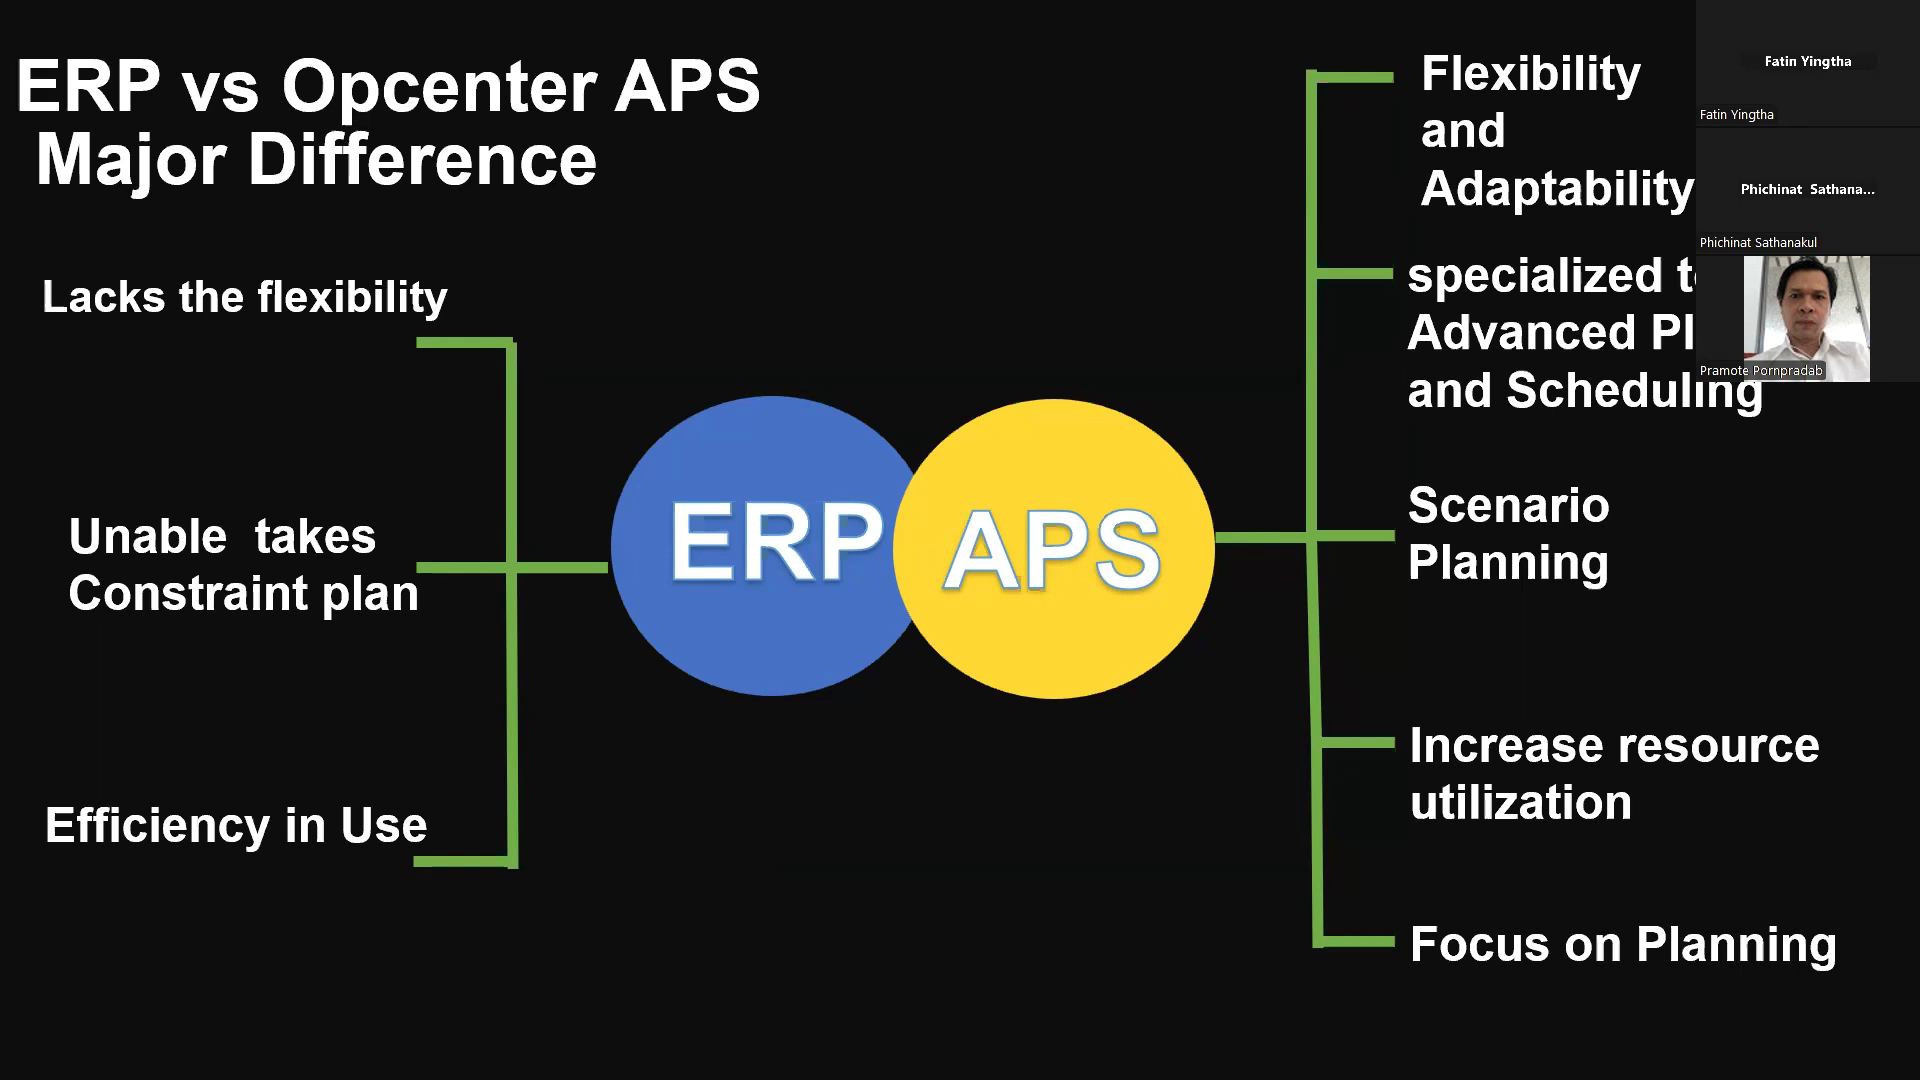 ERP vs Opcenter APS
Major Difference
Lacks the flexibility
Unable  takes
Constraint plan
Efficiency in Use
ERP
APS
Flexibility
and
Adaptability
specialized
Advanced
and Scheduling
Scenario
Planning
Increase resource
utilization
Focus on Planning
Fatin Yingtha
Fatin Yingtha
Phichinat  Sathana...
Phichinat Sathanakul
Pramote Pornpradab